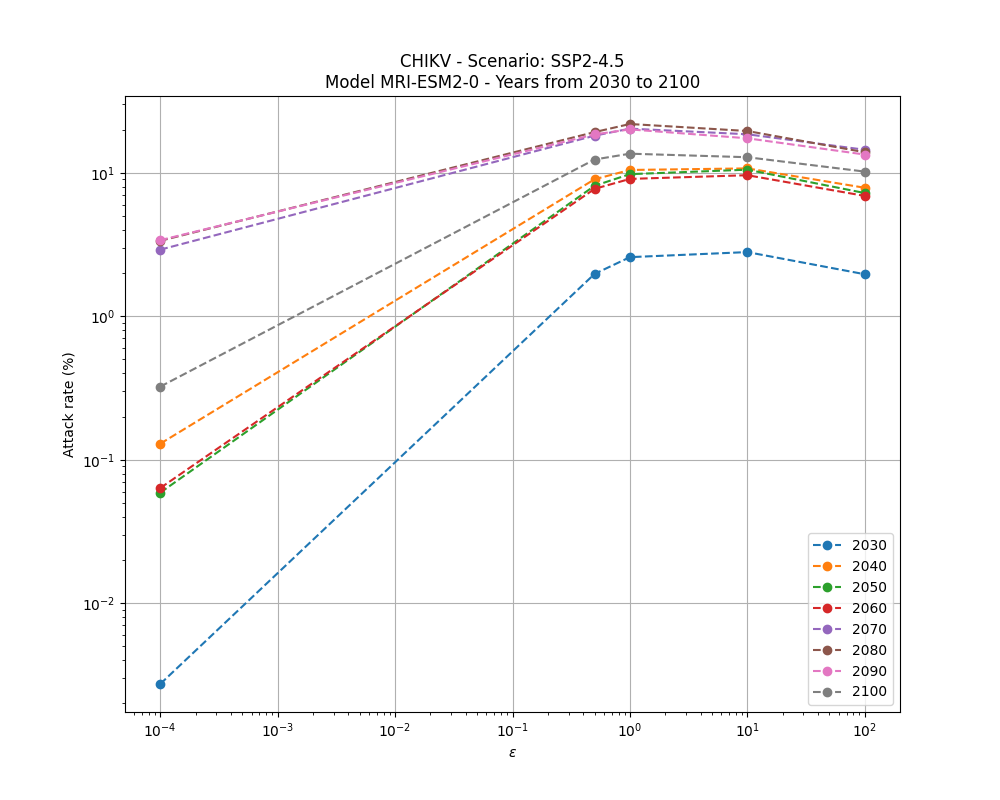 CHIKV - Scenario: SSP2-4.5
Model MRI-ESM2-0 - Years from 2030 to 2100
Attack rate (%)
10¹
10⁰
10⁻¹
10⁻²
10⁻⁴ 10⁻³ 10⁻² 10⁻¹ 10⁰ 10¹ 10²
ε
2030
2040
2050
2060
2070
2080
2090
2100